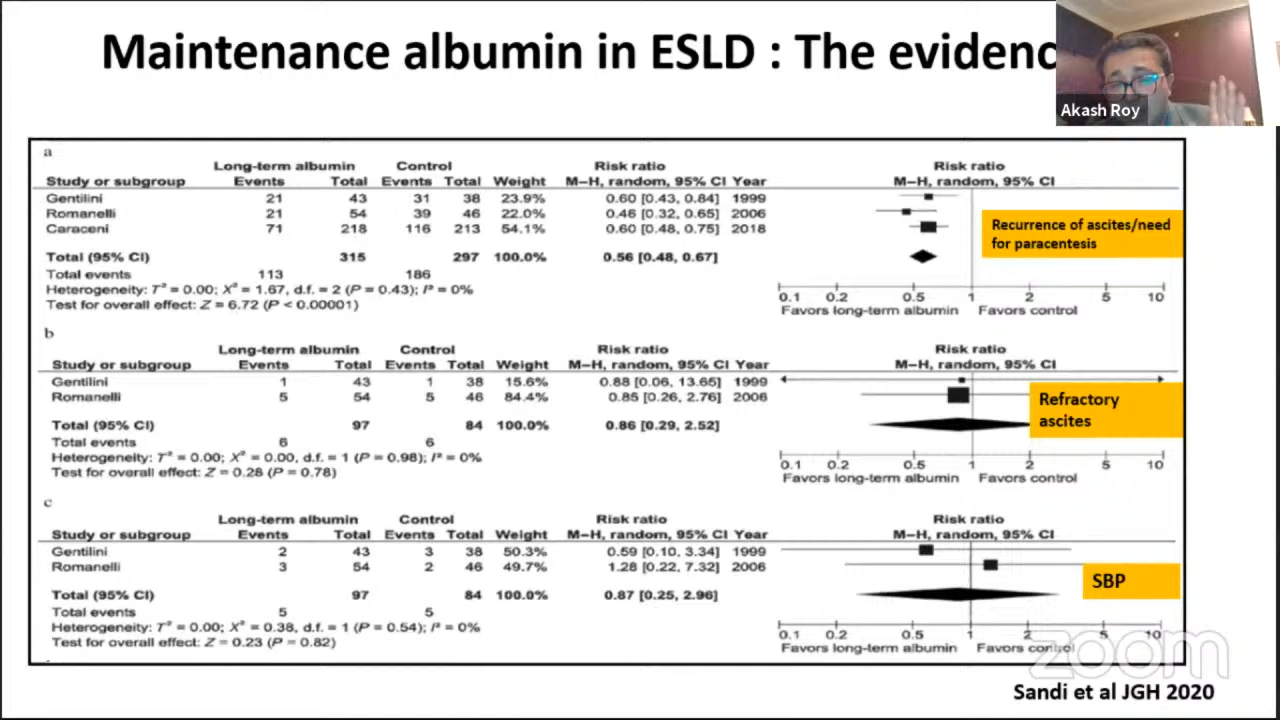 Maintenance albumin in ESLD : The evidenc
Akash Roy
a
Long-term albumin Control Risk ratio Risk ratio
Study or subgroup Events Total Events Total Weight M–H, random, 95% CI Year M–H, random, 95% CI
Gentilini 21 43 31 38 23.9% 0.60 [0.43, 0.84] 1999
Romanelli 21 54 39 46 22.0% 0.46 [0.32, 0.65] 2006
Caraceni 71 218 116 213 54.1% 0.60 [0.48, 0.75] 2018
Recurrence of ascites/need
for paracentesis
Total (95% CI) 315 297 100.0% 0.56 [0.48, 0.67]
Total events 113 186
Heterogeneity: T² = 0.00; X² = 1.67, d.f. = 2 (P = 0.43); I² = 0%
Test for overall effect: Z = 6.72 (P < 0.00001)
0.1 0.2 0.5 1 2 5 10
Favors long-term albumin Favors control
b
Long-term albumin Control Risk ratio Risk ratio
Study or subgroup Events Total Events Total Weight M–H, random, 95% CI Year M–H, random, 95% CI
Gentilini 1 43 1 38 15.6% 0.88 [0.06, 13.65] 1999
Romanelli 5 54 5 46 84.4% 0.85 [0.26, 2.76] 2006
Refractory
ascites
Total (95% CI) 97 84 100.0% 0.86 [0.29, 2.52]
Total events 6 6
Heterogeneity: T² = 0.00; X² = 0.00, d.f. = 1 (P = 0.98); I² = 0%
Test for overall effect: Z = 0.28 (P = 0.78)
0.1 0.2 0.5 1 2 5 10
Favors long-term albumin Favors control
c
Long-term albumin Control Risk ratio Risk ratio
Study or subgroup Events Total Events Total Weight M–H, random, 95% CI Year M–H, random, 95% CI
Gentilini 2 43 3 38 50.3% 0.59 [0.10, 3.34] 1999
Romanelli 3 54 2 46 49.7% 1.28 [0.22, 7.32] 2006
SBP
Total (95% CI) 97 84 100.0% 0.87 [0.25, 2.96]
Total events 5 5
Heterogeneity: T² = 0.00; X² = 0.38, d.f. = 1 (P = 0.54); I² = 0%
Test for overall effect: Z = 0.23 (P = 0.82)
0.1 0.2 0.5 1 2 5 10
Favors long-term albumin Favors control
zoom
Sandi et al JGH 2020